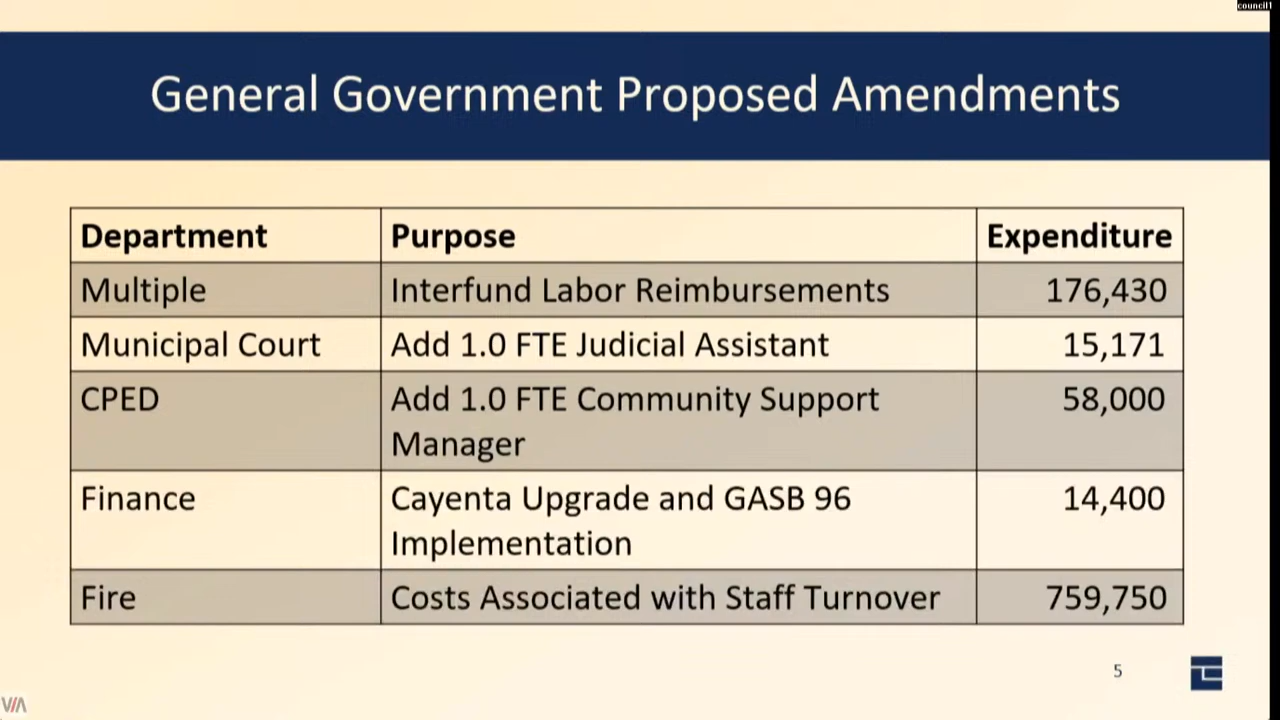 council1
General Government Proposed Amendments
Department Purpose Expenditure
Multiple Interfund Labor Reimbursements 176,430
Municipal Court Add 1.0 FTE Judicial Assistant 15,171
CPED Add 1.0 FTE Community Support 58,000
Manager
Finance Cayenta Upgrade and GASB 96 14,400
Implementation
Fire Costs Associated with Staff Turnover 759,750
5
VIA